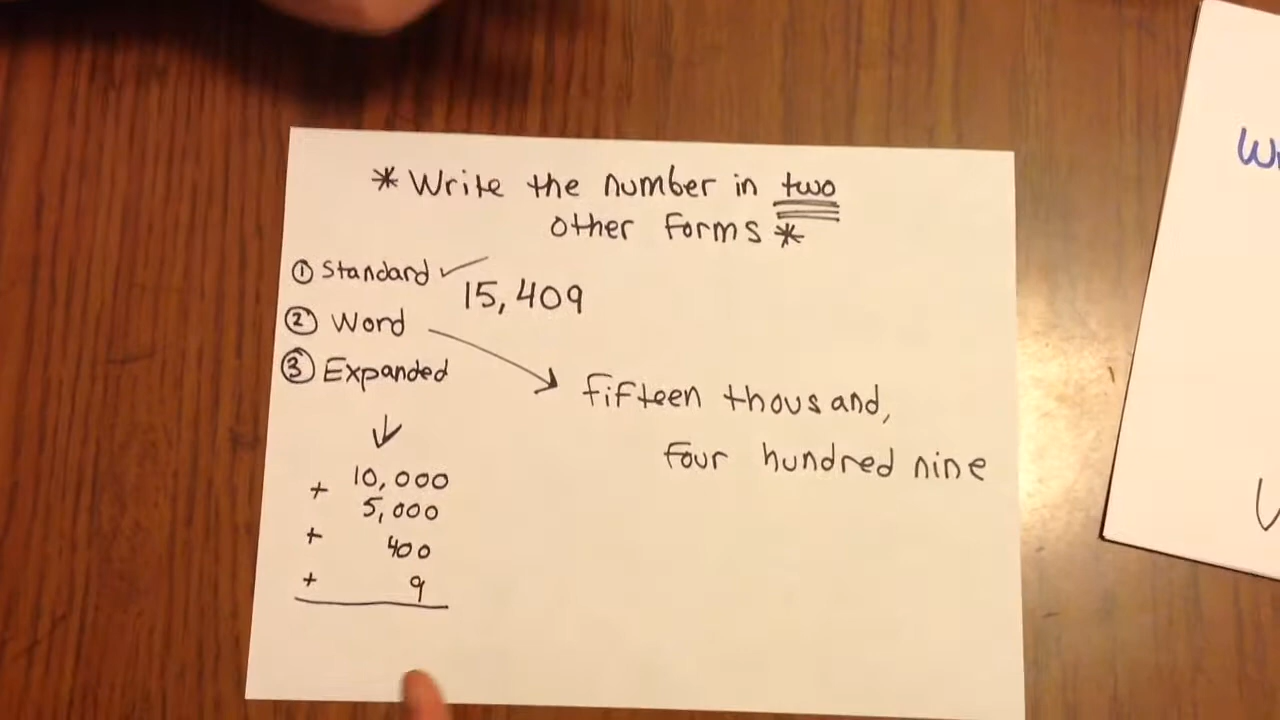 *Write the number in two
other forms*
① Standard ✓
15,409
② Word
③ Expanded
fifteen thousand,
four hundred nine
10,000
+ 5,000
+ 400
+ 9